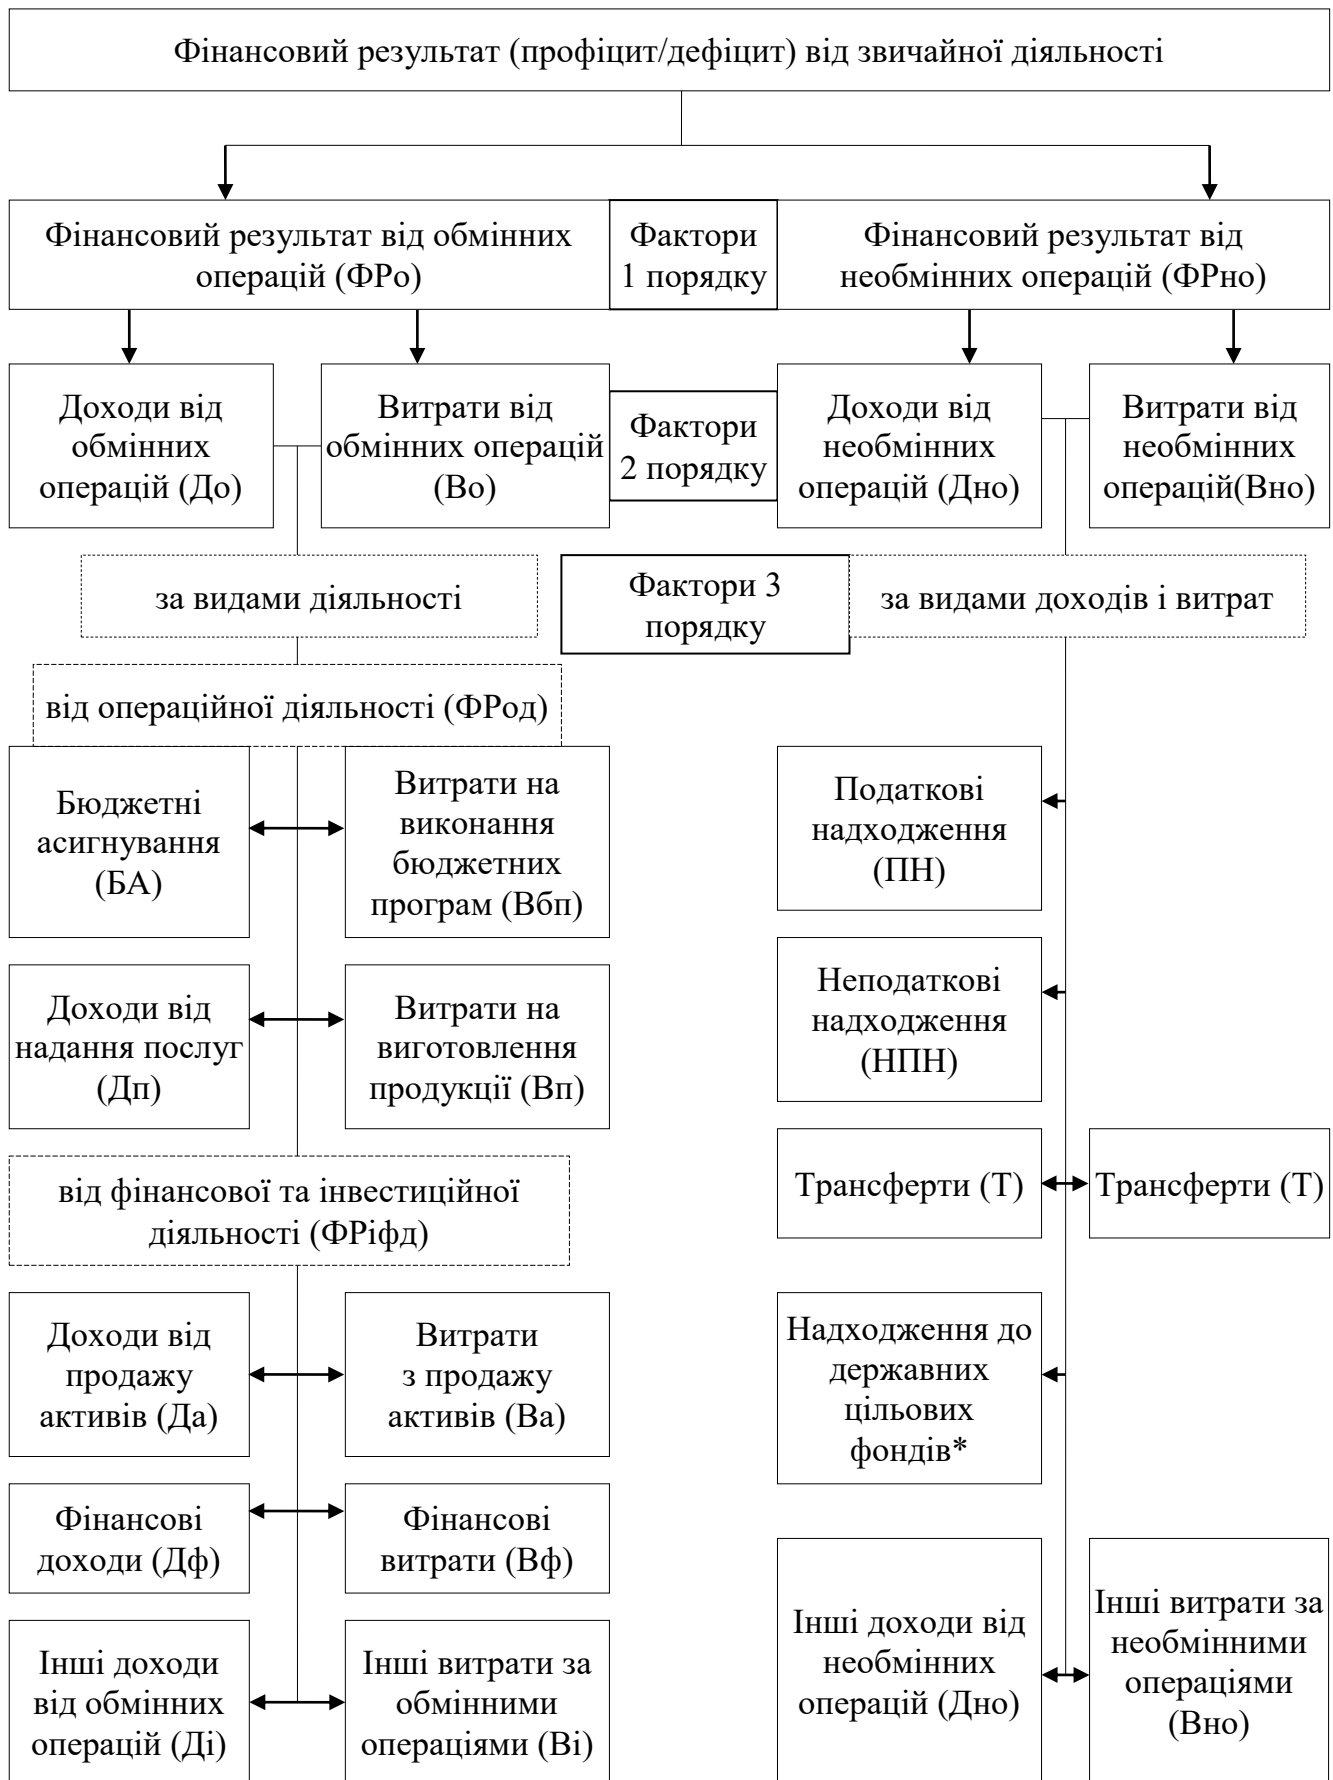 Фінансовий результат (профіцит/дефіцит) від звичайної діяльності
Фінансовий результат від обмінних
операцій (ФРо)
Фактори
1 порядку
Фінансовий результат від
необмінних операцій (ФРно)
Доходи від
обмінних
операцій (До)
Витрати від
обмінних операцій
(Во)
Фактори
2 порядку
Доходи від
необмінних
операцій (Дно)
Витрати від
необмінних
операцій(Вно)
за видами діяльності
Фактори 3
порядку
за видами доходів і витрат
від операційної діяльності (ФРод)
Бюджетні
асигнування
(БА)
Витрати на
виконання
бюджетних
програм (Вбп)
Податкові
надходження
(ПН)
Доходи від
надання послуг
(Дп)
Витрати на
виготовлення
продукції (Вп)
Неподаткові
надходження
(НПН)
від фінансової та інвестиційної
діяльності (ФРіфд)
Трансферти (Т)
Трансферти (Т)
Доходи від
продажу
активів (Да)
Витрати
з продажу
активів (Ва)
Надходження до
державних
цільових
фондів*
Фінансові
доходи (Дф)
Фінансові
витрати (Вф)
Інші доходи
від обмінних
операцій (Ді)
Інші витрати за
обмінними
операціями (Ві)
Інші доходи від
необмінних
операцій (Дно)
Інші витрати за
необмінними
операціями
(Вно)